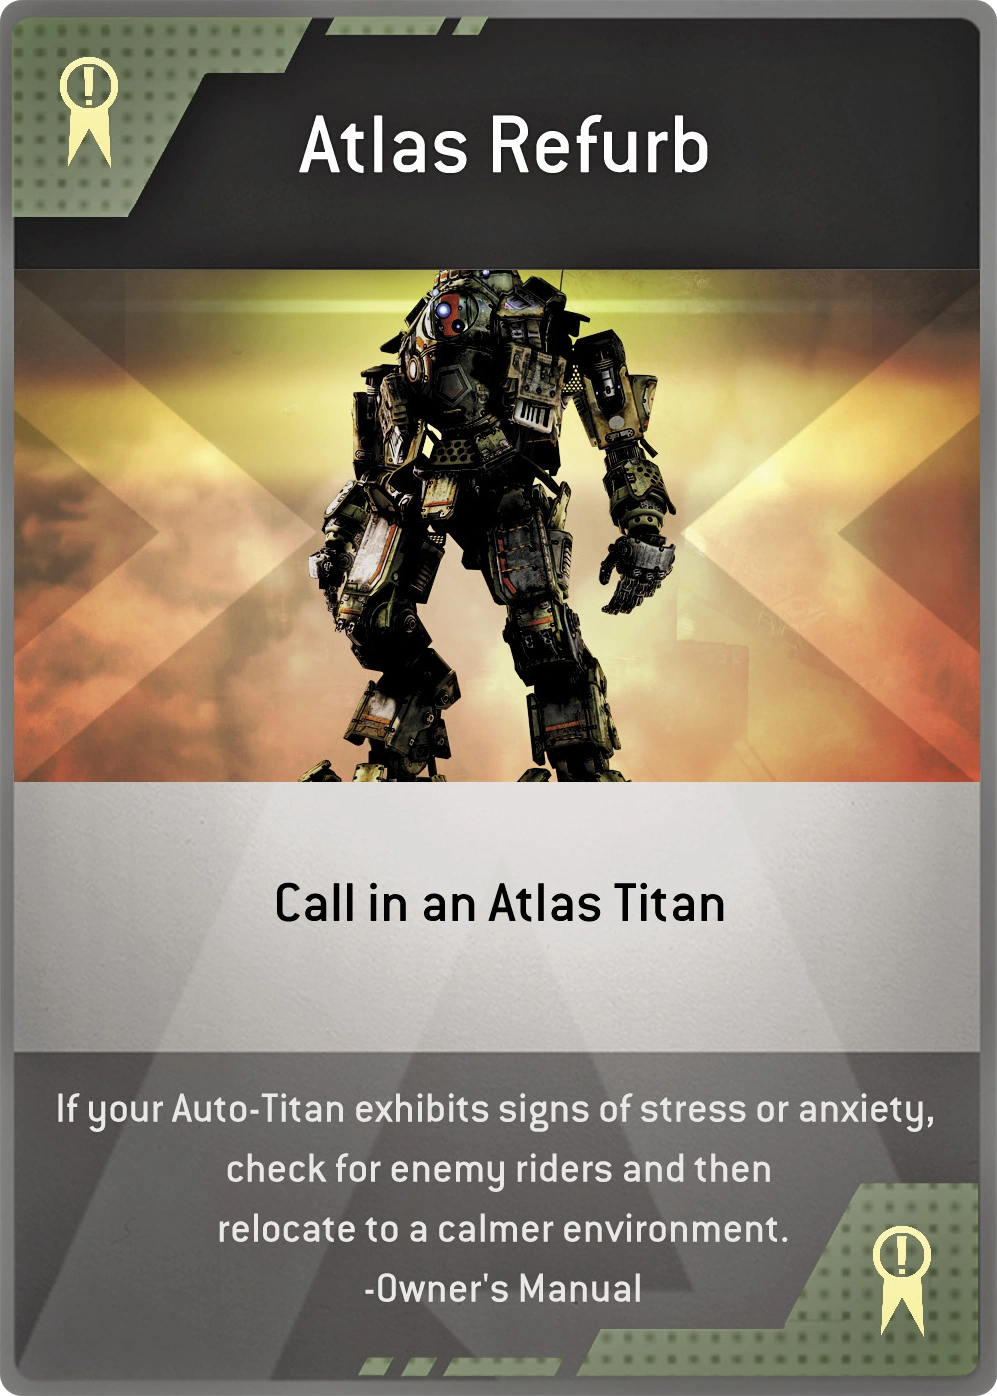 Atlas Refurb
Call in an Atlas Titan
If your Auto-Titan exhibits signs of stress or anxiety,
check for enemy riders and then
relocate to a calmer environment.
-Owner's Manual